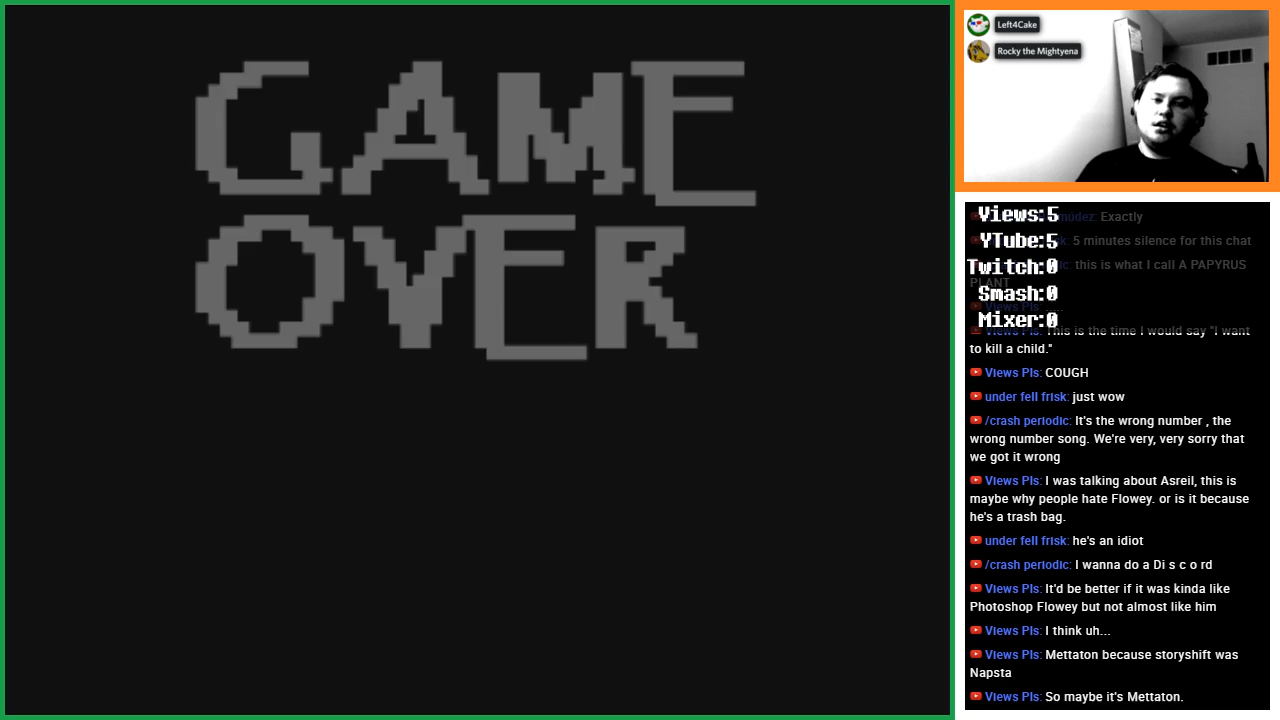 GAME
OVER
Left4Cake
Rocky the Mightyena
Views:5
YTube:5
Twitch:0
Smash:0
Mixer:0
Exactly
5 minutes silence for this chat
this is what I call A PAPYRUS
PLANT
Views Pls: ....
Views Pls: This is the time I would say "I want
to kill a child."
Views Pls: COUGH
under fell frisk: just wow
/crash periodic: It's the wrong number , the
wrong number song. We're very, very sorry that
we got it wrong
Views Pls: I was talking about Asreil, this is
maybe why people hate Flowey. or is it because
he's a trash bag.
under fell frisk: he's an idiot
/crash periodic: I wanna do a Di s c o rd
Views Pls: It'd be better if it was kinda like
Photoshop Flowey but not almost like him
Views Pls: I think uh...
Views Pls: Mettaton because storyshift was
Napsta
Views Pls: So maybe it's Mettaton.